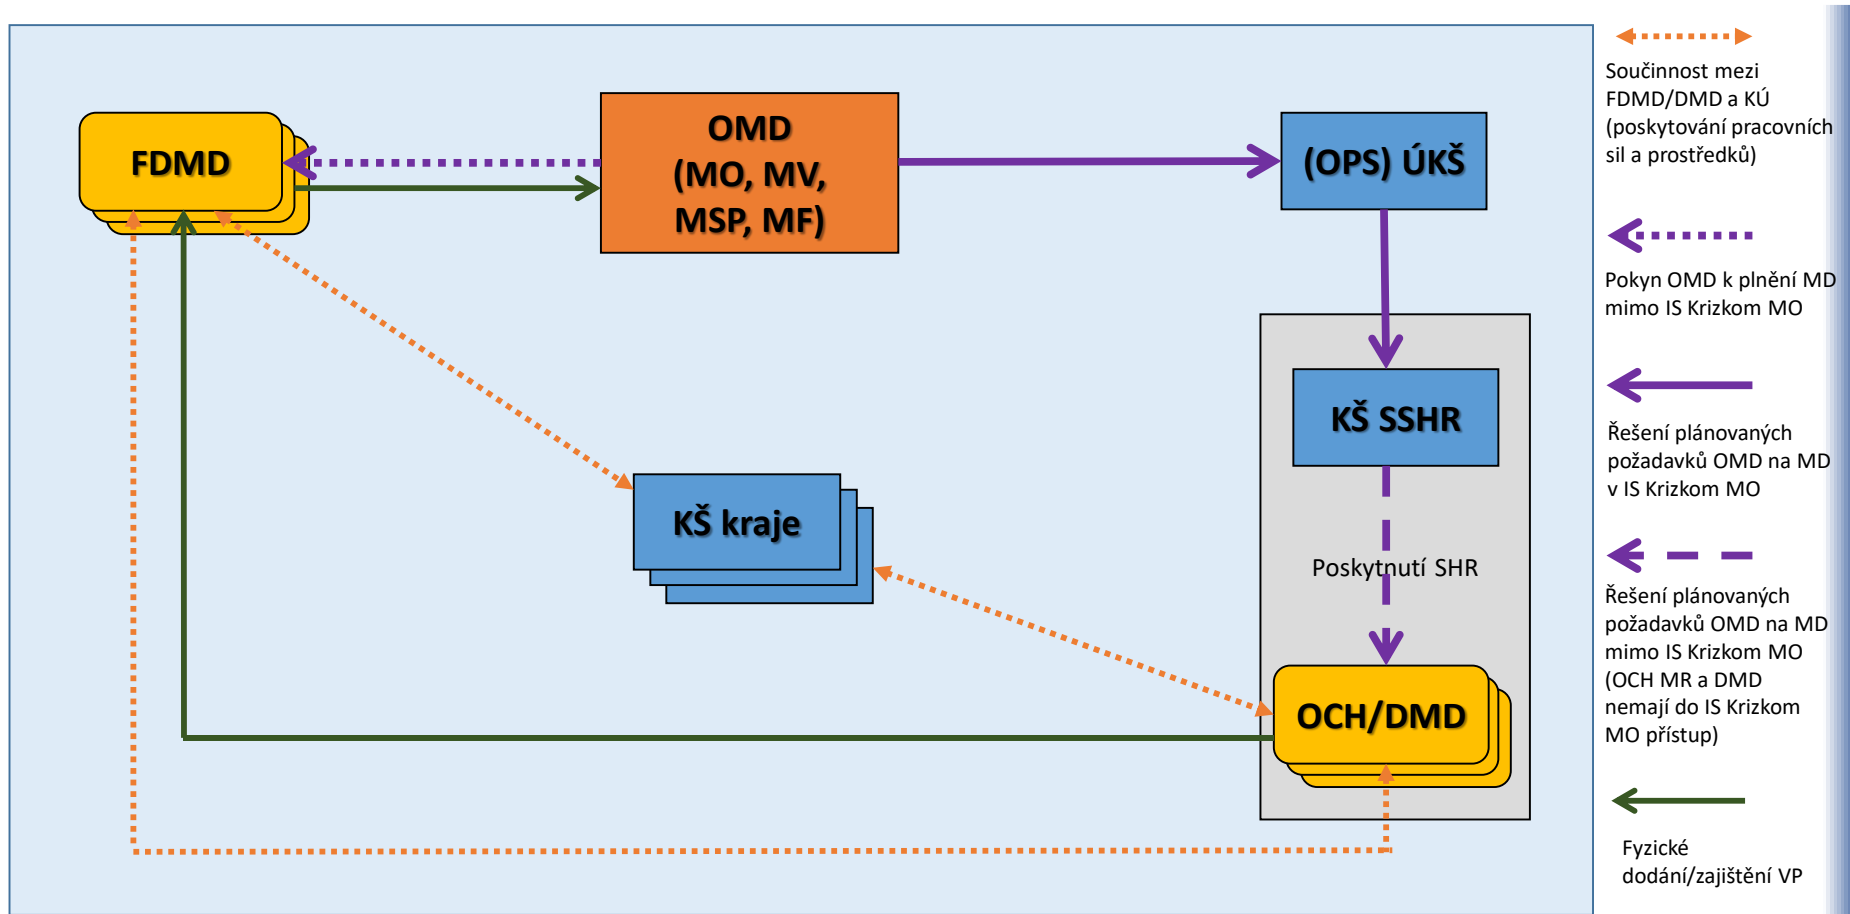 FDMD
OMD
(MO, MV,
MSP, MF)
(OPS) ÚKŠ
KŠ SSHR
KŠ kraje
Poskytnutí SHR
OCH/DMD
Součinnost mezi
FDMD/DMD a KÚ
(poskytování pracovních
sil a prostředků)
Pokyn OMD k plnění MD
mimo IS Krizkom MO
Řešení plánovaných
požadavků OMD na MD
v IS Krizkom MO
Řešení plánovaných
požadavků OMD na MD
mimo IS Krizkom MO
(OCH MR a DMD
nemají do IS Krizkom
MO přístup)
Fyzické
dodání/zajištění VP